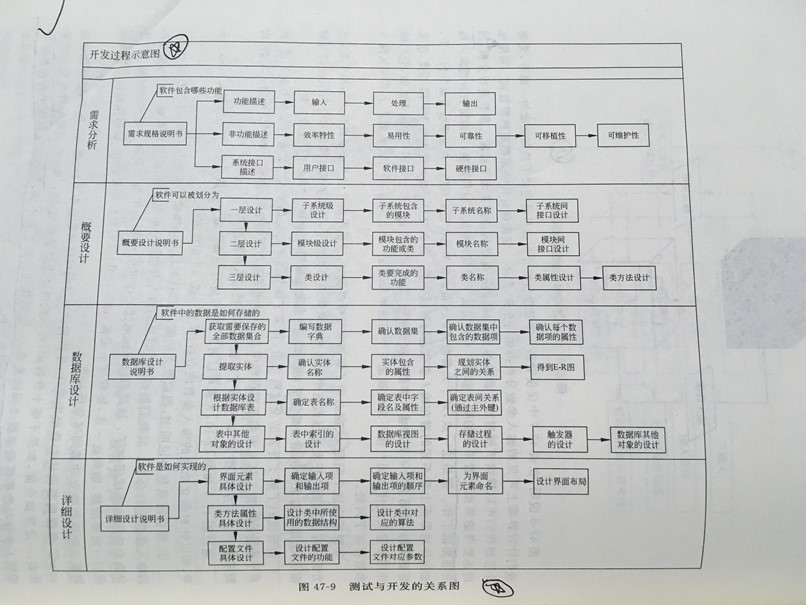 开发过程示意图
需求分析
软件包含哪些功能
需求规格说明书
功能描述
输入
处理
输出
非功能描述
效率特性
易用性
可靠性
可移植性
可维护性
系统接口
描述
用户接口
软件接口
硬件接口
概要设计
软件可以被划分为
概要设计说明书
一层设计
子系统级
设计
子系统包含
的模块
子系统名称
子系统间
接口设计
二层设计
模块级设计
模块包含的
功能或类
模块名称
模块间
接口设计
三层设计
类设计
类要完成的
功能
类名称
类属性设计
类方法设计
数据库设计
软件中的数据是如何存储的
数据库设计
说明书
获取需要保存的
全部数据集合
编写数据
字典
确认数据集
确认数据集中
包含的数据项
确认每个数
据项的属性
提取实体
确认实体
名称
实体包含
的属性
规划实体
之间的关系
得到E-R图
根据实体设
计数据库表
确定表名称
确定表中字
段名及属性
确定表间关系
(通过主外键)
表中其他
对象的设计
表中索引的
设计
数据库视图
的设计
存储过程
的设计
触发器
的设计
数据库其他
对象的设计
详细设计
软件是如何实现的
详细设计说明书
界面元素
具体设计
确定输入项
和输出项
确定输入项和
输出项的顺序
为界面
元素命名
设计界面布局
类方法属性
具体设计
设计类中所使
用的数据结构
设计类中对
应的算法
配置文件
具体设计
设计配置
文件的功能
设计配置
文件对应参数
图 47-9 测试与开发的关系图